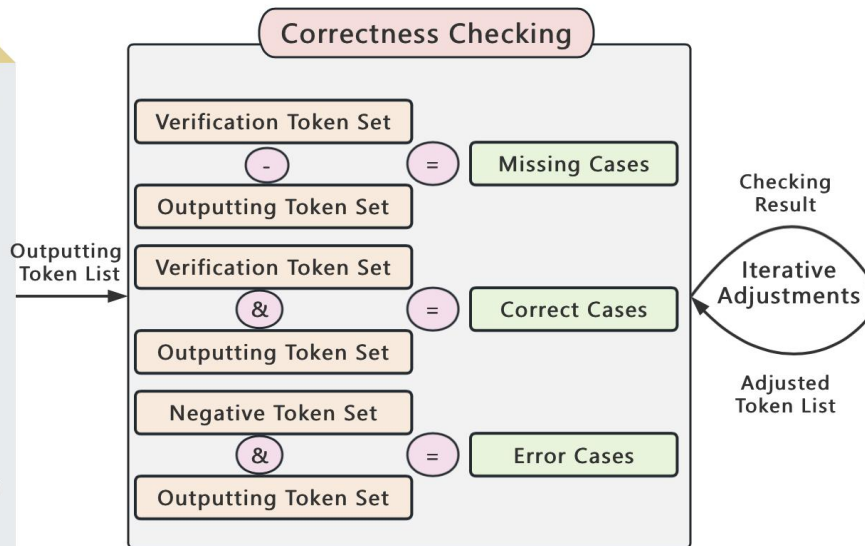 Correctness Checking
Outputting
Token List
Verification Token Set
-
Outputting Token Set
=
Missing Cases
Verification Token Set
&
Outputting Token Set
=
Correct Cases
Negative Token Set
&
Outputting Token Set
=
Error Cases
Checking
Result
Iterative
Adjustments
Adjusted
Token List